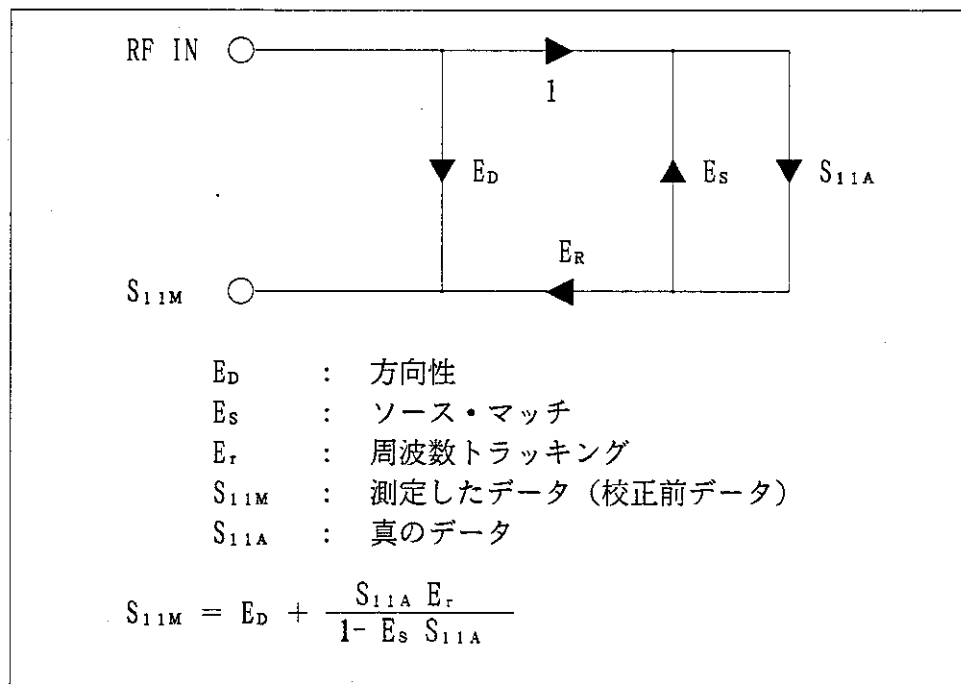 RF IN
1
E_D
E_S
S_11A
E_R
S_11M
E_D : 方向性
E_S : ソース・マッチ
E_r : 周波数トラッキング
S_11M : 測定したデータ（校正前データ）
S_11A : 真のデータ
S_11M = E_D + S_11A E_r / 1- E_S S_11A